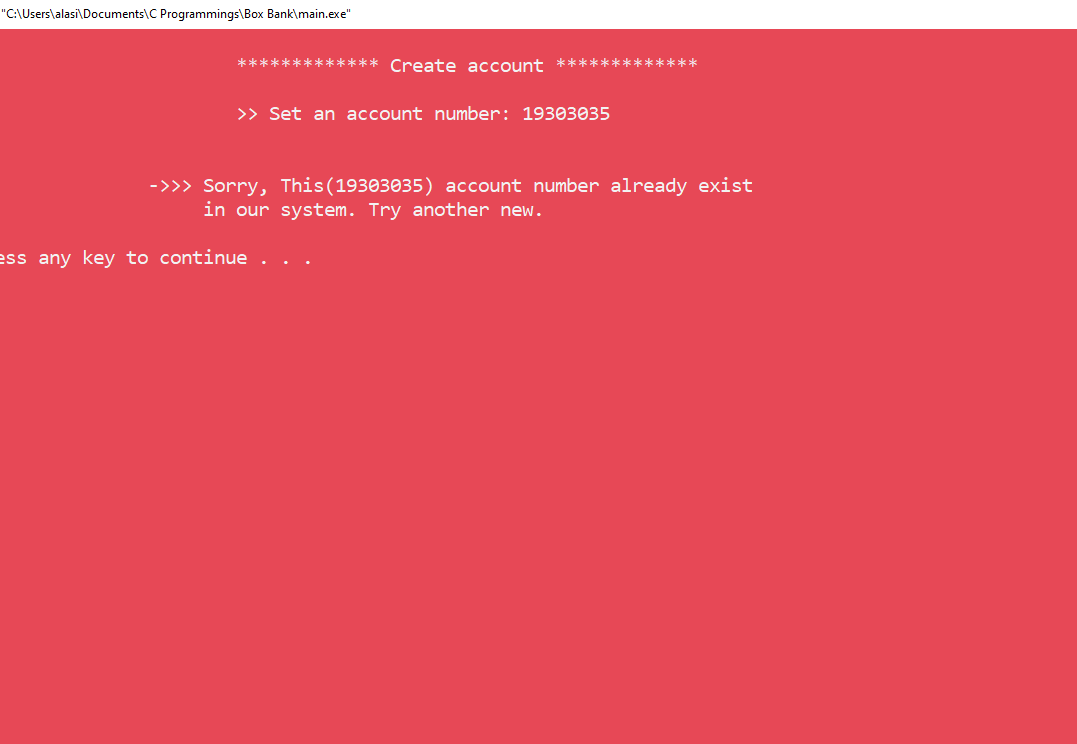 "C:\Users\alasi\Documents\C Programmings\Box Bank\main.exe"
************* Create account *************
>> Set an account number: 19303035
->>> Sorry, This(19303035) account number already exist
in our system. Try another new.
ess any key to continue . . .